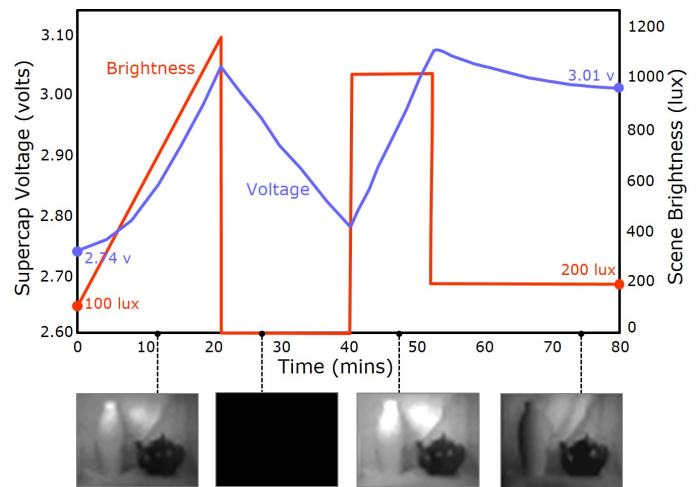 3.10
3.00
2.90
2.80
2.70
2.60
Supercap Voltage (volts)
1200
1000
800
600
400
200
0
Scene Brightness (lux)
Brightness
Voltage
3.01 v
2.74 v
100 lux
200 lux
0
10
20
30
40
50
60
70
80
Time (mins)